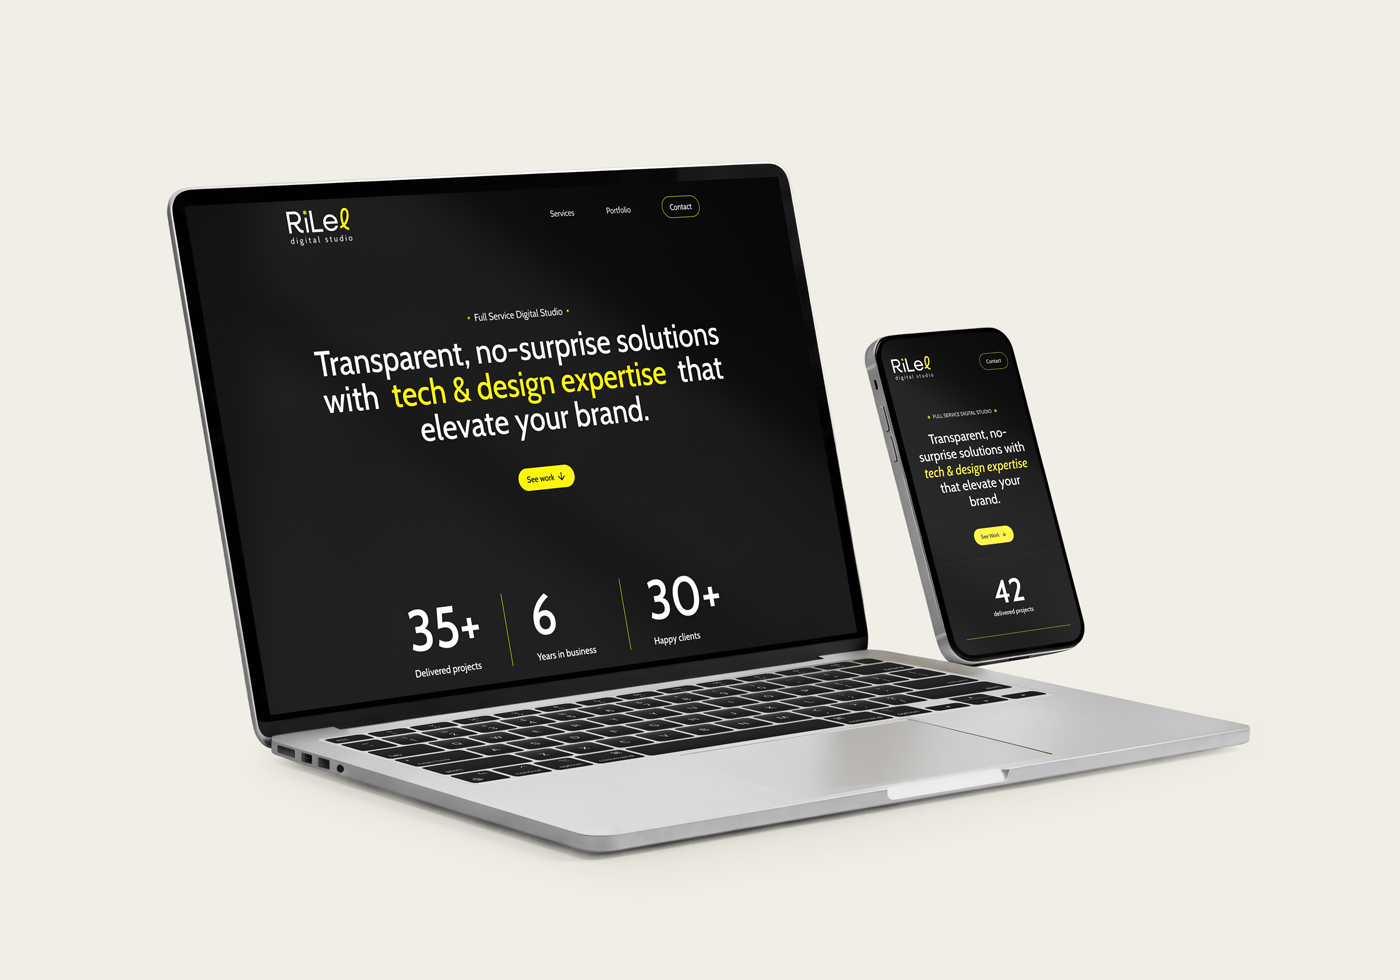 RiLel
digital studio
Services
Portfolio
Contact
Full Service Digital Studio
Transparent, no-surprise solutions
with tech & design expertise that
elevate your brand.
See work
35+
Delivered projects
6
Years in business
30+
Happy clients
RiLel
digital studio
Contact
FULL SERVICE DIGITAL STUDIO
Transparent, no-
surprise solutions with
tech & design expertise
that elevate your
brand.
See Work
42
delivered projects